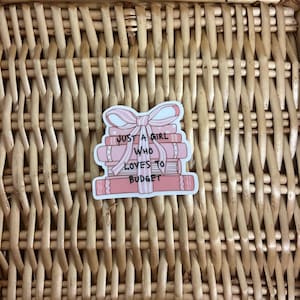 JUST A GIRL
WHO
LOVES TO
BUDGET